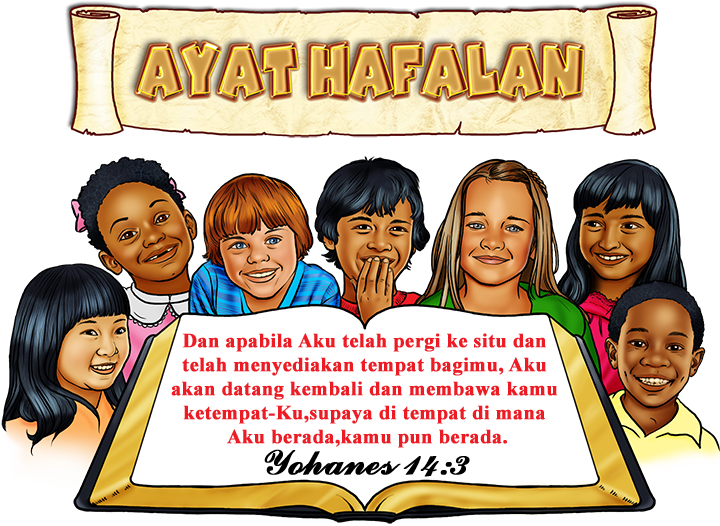 AYAT HAFALAN
Dan apabila Aku telah pergi ke situ dan
telah menyediakan tempat bagimu, Aku
akan datang kembali dan membawa kamu
ketempat-Ku,supaya di tempat di mana
Aku berada,kamu pun berada.
Yohanes 14:3